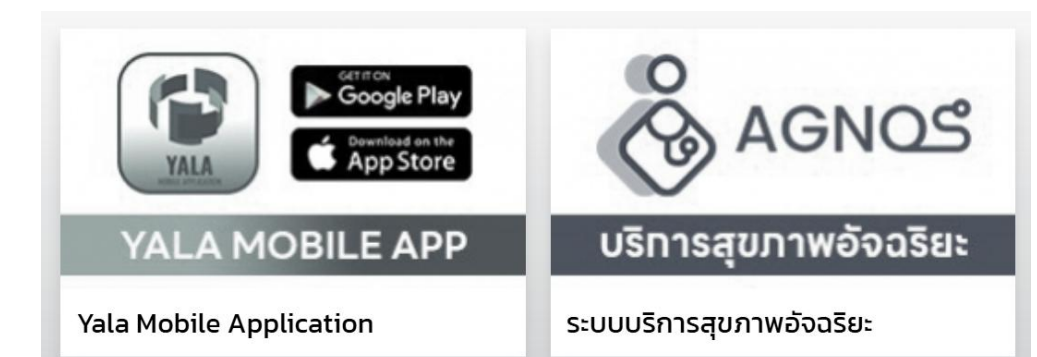 YALA
MOBILE APPLICATION
GET IT ON
Google Play
Download on the
App Store
YALA MOBILE APP
Yala Mobile Application
AGNOS
บริการสุขภาพอัจฉริยะ
ระบบบริการสุขภาพอัจฉริยะ